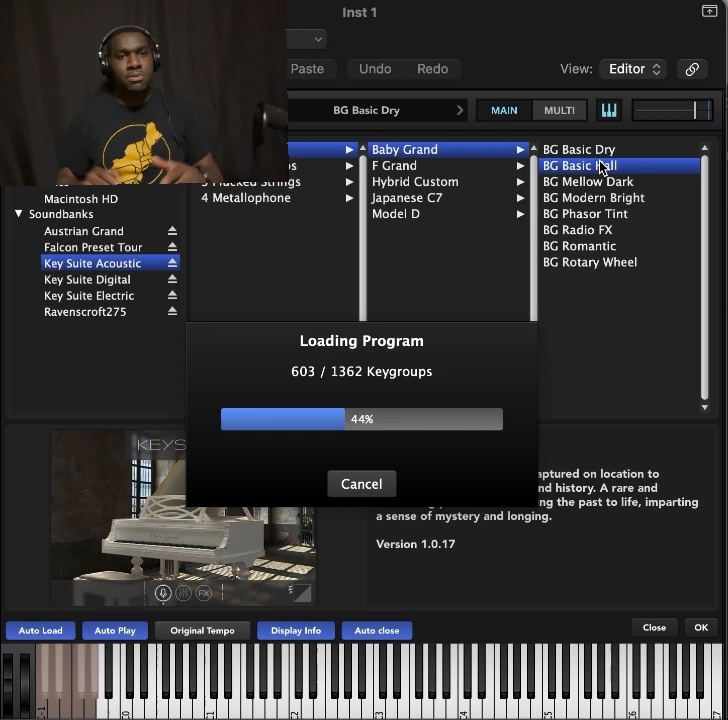 Inst 1
Paste
Undo
Redo
View:
Editor
BG Basic Dry
MAIN
MULTI
Macintosh HD
Soundbanks
Austrian Grand
Falcon Preset Tour
Key Suite Acoustic
Key Suite Digital
Key Suite Electric
Ravenscroft275
4 Metallophone
Baby Grand
F Grand
Hybrid Custom
Japanese C7
Model D
BG Basic Dry
BG Basic Hall
BG Mellow Dark
BG Modern Bright
BG Phasor Tint
BG Radio FX
BG Romantic
BG Rotary Wheel
Loading Program
603 / 1362 Keygroups
44%
Cancel
KEYS
FX
aptured on location to
nd history. A rare and
ng the past to life, imparting
a sense of mystery and longing.
Version 1.0.17
Auto Load
Auto Play
Original Tempo
Display Info
Auto close
Close
OK